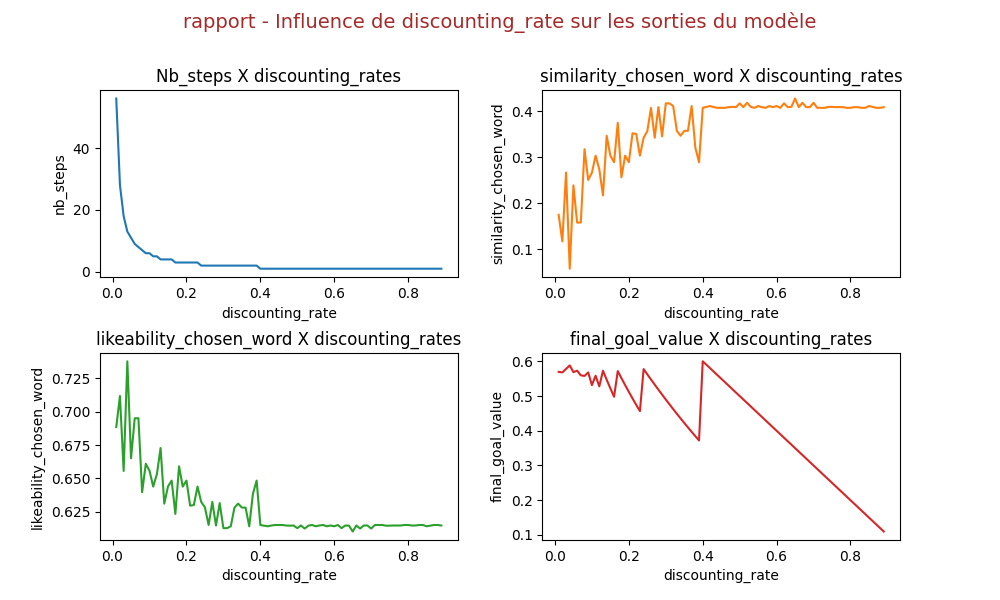 rapport - Influence de discounting_rate sur les sorties du modèle
Nb_steps X discounting_rates
nb_steps
40
20
0
0.0 0.2 0.4 0.6 0.8
discounting_rate
similarity_chosen_word X discounting_rates
similarity_chosen_word
0.4
0.3
0.2
0.1
0.0 0.2 0.4 0.6 0.8
discounting_rate
likeability_chosen_word X discounting_rates
likeability_chosen_word
0.725
0.700
0.675
0.650
0.625
0.0 0.2 0.4 0.6 0.8
discounting_rate
final_goal_value X discounting_rates
final_goal_value
0.6
0.5
0.4
0.3
0.2
0.1
0.0 0.2 0.4 0.6 0.8
discounting_rate